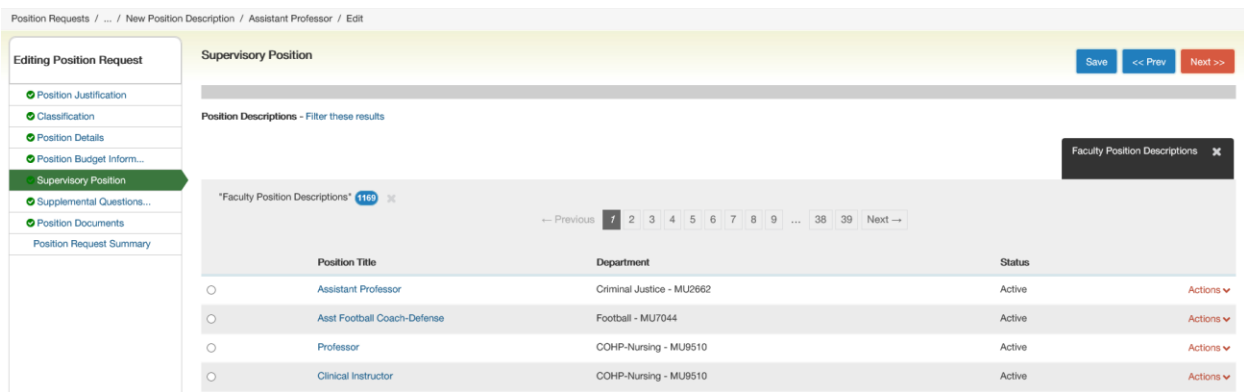 Position Requests / ... / New Position Description / Assistant Professor / Edit
Editing Position Request
Position Justification
Classification
Position Details
Position Budget Inform...
Supervisory Position
Supplemental Questions...
Position Documents
Position Request Summary
Supervisory Position
Save << Prev Next >>
Position Descriptions - Filter these results
Faculty Position Descriptions ✖
"Faculty Position Descriptions" 1169 ✖
← Previous 1 2 3 4 5 6 7 8 9 ... 38 39 Next →
Position Title Department Status
Assistant Professor Criminal Justice - MU2662 Active Actions
Asst Football Coach-Defense Football - MU7044 Active Actions
Professor COHP-Nursing - MU9510 Active Actions
Clinical Instructor COHP-Nursing - MU9510 Active Actions